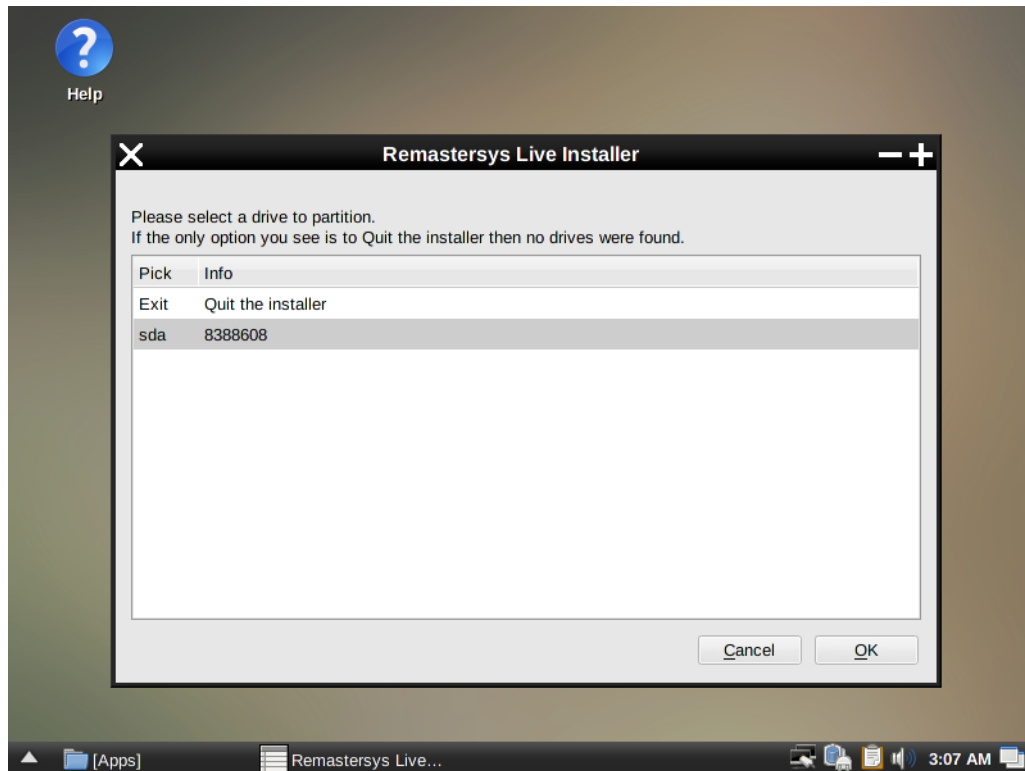 Help
Remastersys Live Installer
Please select a drive to partition.
If the only option you see is to Quit the installer then no drives were found.
Pick Info
Exit Quit the installer
sda 8388608
Cancel OK
[Apps] Remastersys Live... 3:07 AM